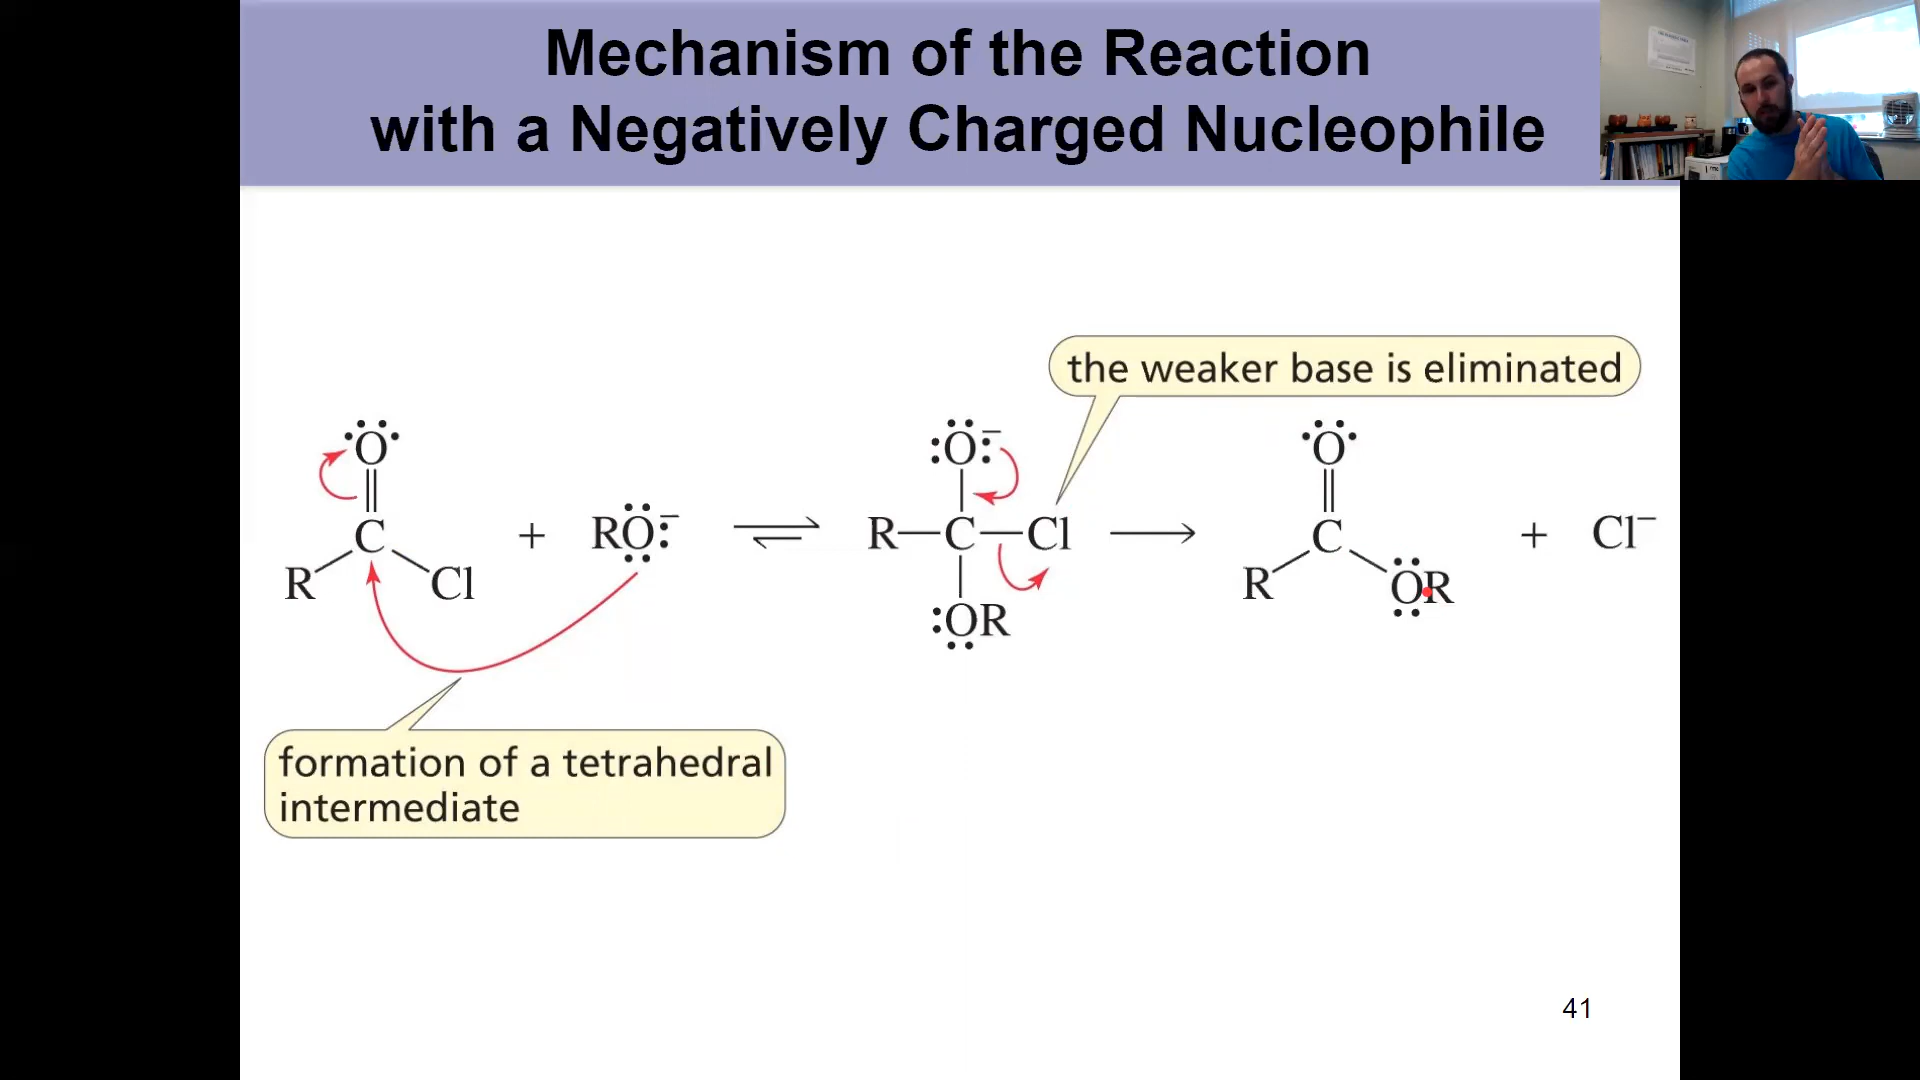 Mechanism of the Reaction
with a Negatively Charged Nucleophile
the weaker base is eliminated
O
C
R
Cl
+
RO:⁻
:O:⁻
R—C—Cl
:OR
O
C
R
OR
+
Cl⁻
formation of a tetrahedral
intermediate
41